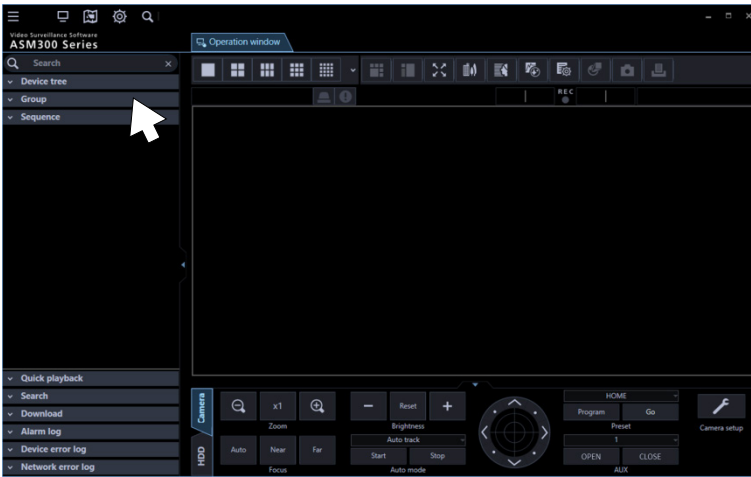 Video Surveillance Software
ASM300 Series
Operation window
Search
Device tree
Group
Sequence
REC
Quick playback
Search
Download
Alarm log
Device error log
Network error log
Camera
HDD
x1
Zoom
Auto Near Far
Focus
Reset
Brightness
Auto track
Start Stop
Auto mode
HOME
Program Go
Preset
1
OPEN CLOSE
AUX
Camera setup